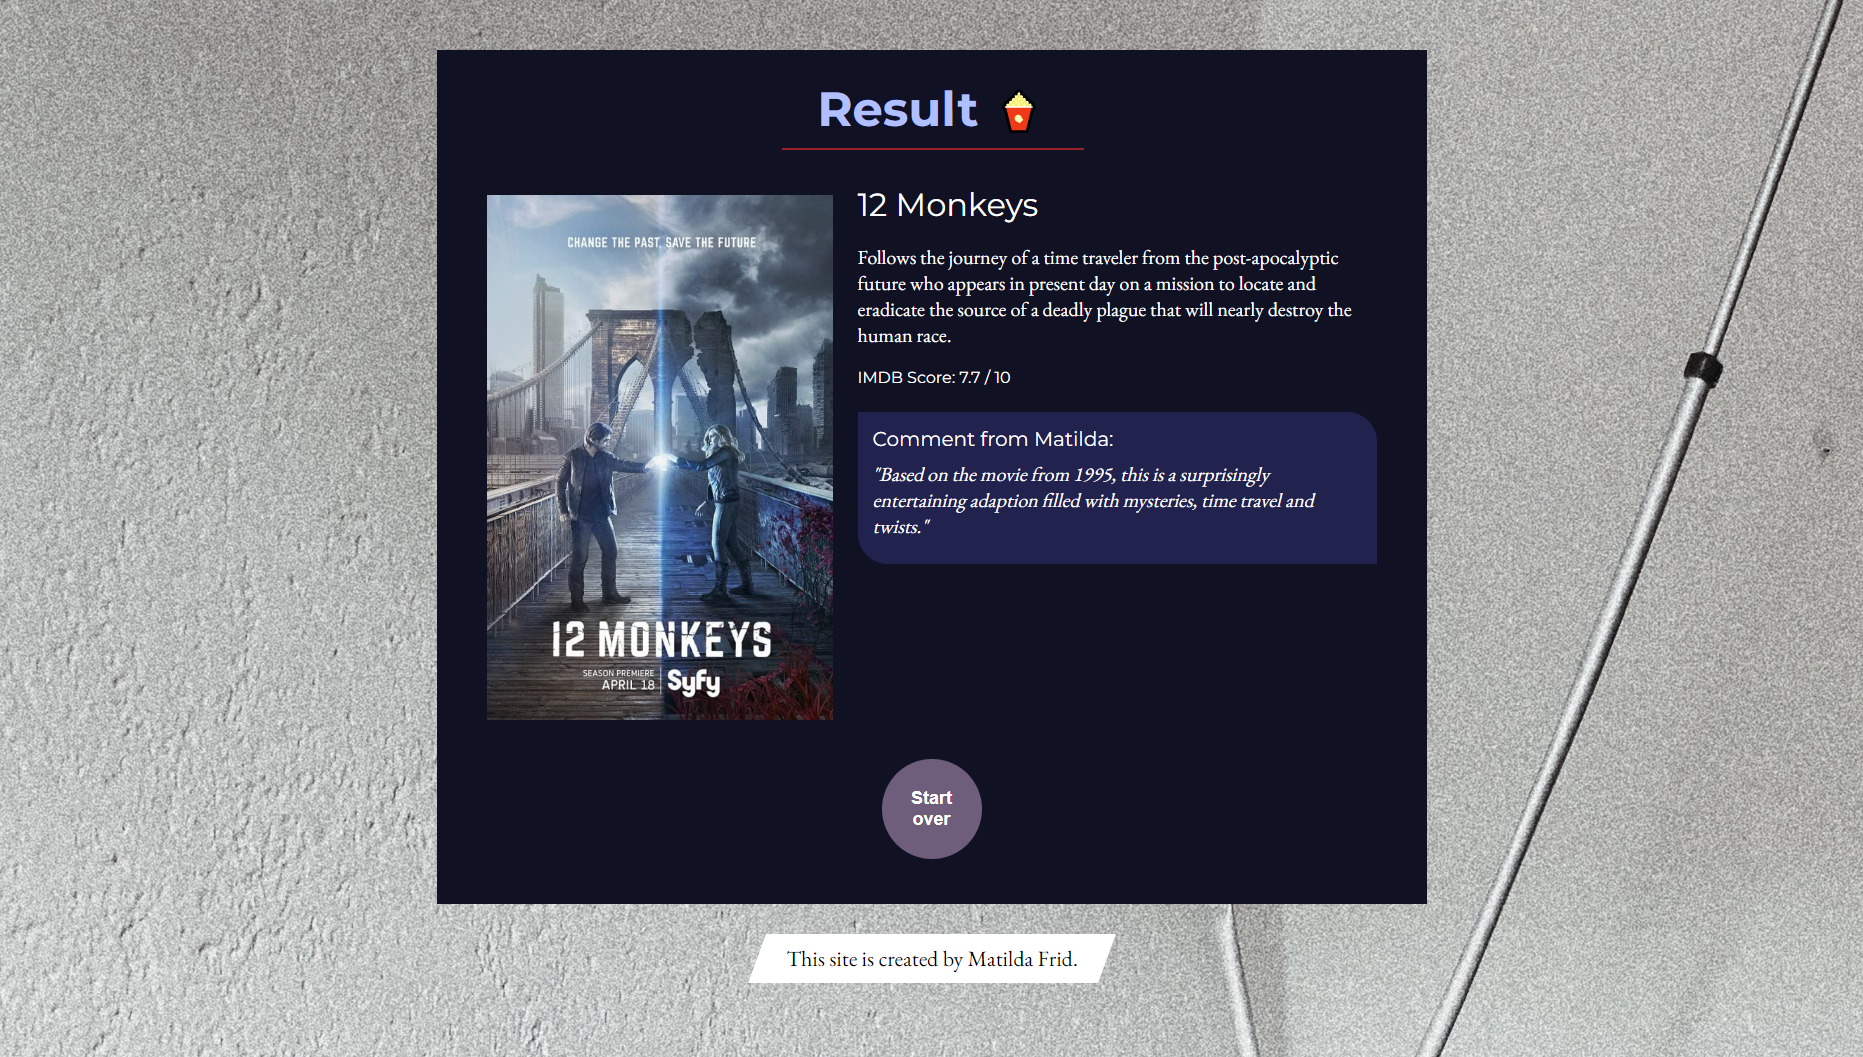 Result
CHANGE THE PAST, SAVE THE FUTURE
12 MONKEYS
SEASON PREMIERE
APRIL 18
Syfy
12 Monkeys
Follows the journey of a time traveler from the post-apocalyptic
future who appears in present day on a mission to locate and
eradicate the source of a deadly plague that will nearly destroy the
human race.
IMDB Score: 7.7 / 10
Comment from Matilda:
"Based on the movie from 1995, this is a surprisingly
entertaining adaption filled with mysteries, time travel and
twists."
Start
over
This site is created by Matilda Frid.